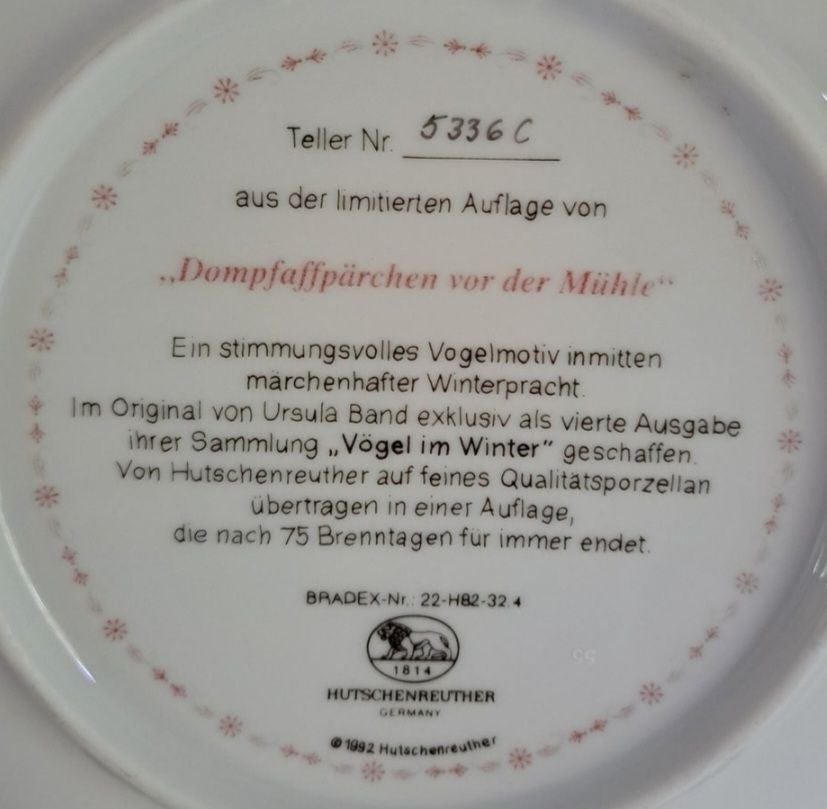 Teller Nr. 5336 C
aus der limitierten Auflage von
„Dompfaffpärchen vor der Mühle“
Ein stimmungsvolles Vogelmotiv inmitten
märchenhafter Winterpracht.
Im Original von Ursula Band exklusiv als vierte Ausgabe
ihrer Sammlung „Vögel im Winter” geschaffen.
Von Hutschenreuther auf feines Qualitätsporzellan
übertragen in einer Auflage,
die nach 75 Brenntagen für immer endet.
BRADEX-Nr.: 22-H82-32.4
1814
HUTSCHENREUTHER
GERMANY
©1992 Hutschenreuther